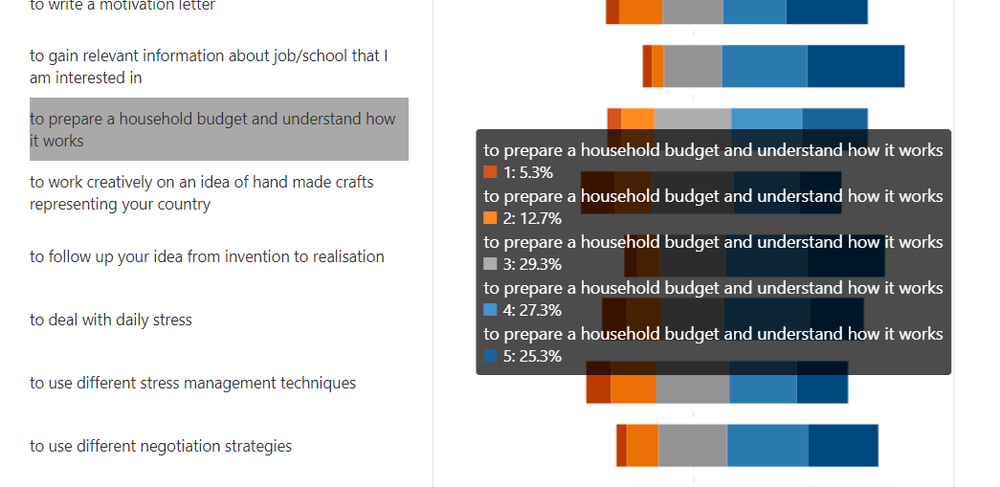 to write a motivation letter
to gain relevant information about job/school that I
am interested in
to prepare a household budget and understand how
it works
to work creatively on an idea of hand made crafts
representing your country
to follow up your idea from invention to realisation
to deal with daily stress
to use different stress management techniques
to use different negotiation strategies
to prepare a household budget and understand how it works
1: 5.3%
to prepare a household budget and understand how it works
2: 12.7%
to prepare a household budget and understand how it works
3: 29.3%
to prepare a household budget and understand how it works
4: 27.3%
to prepare a household budget and understand how it works
5: 25.3%